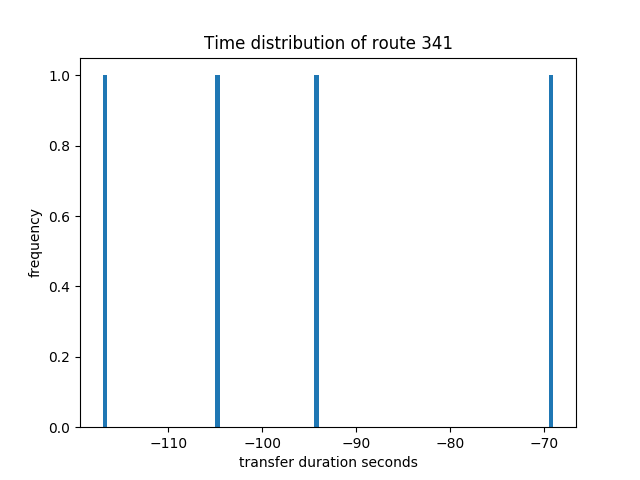 Time distribution of route 341
1.0
0.8
0.6
0.4
0.2
0.0
frequency
−110 −100 −90 −80 −70
transfer duration seconds